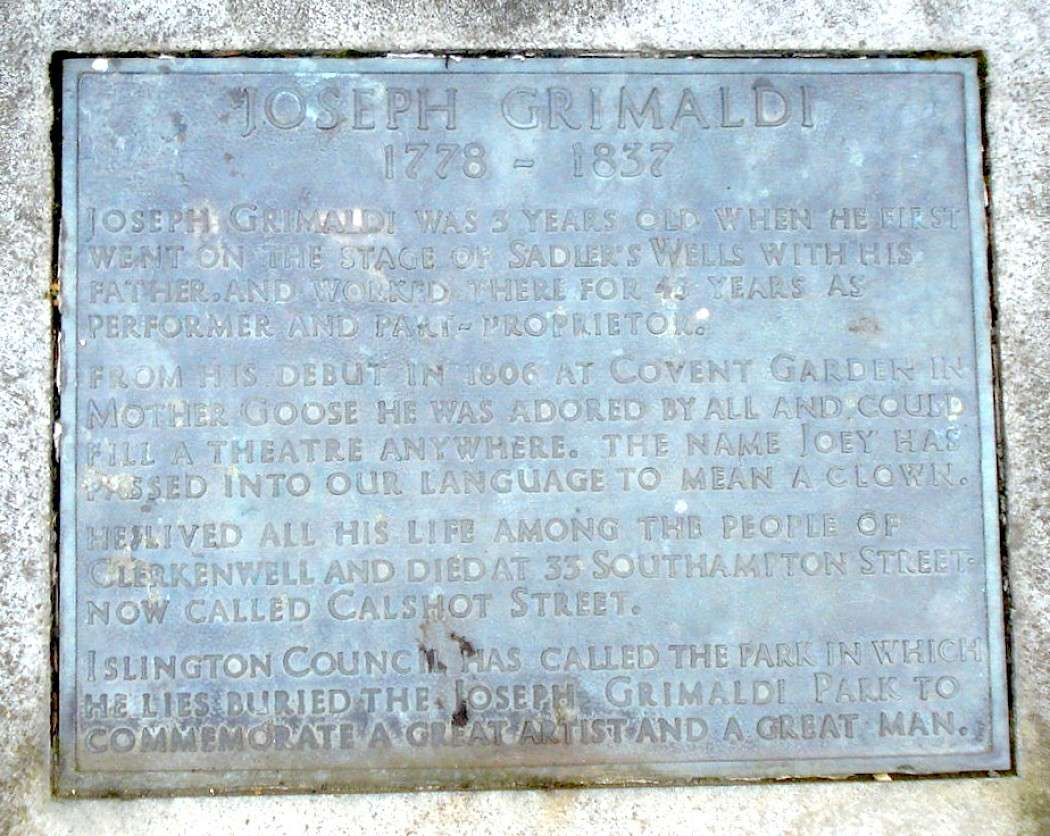 JOSEPH GRIMALDI
1778 - 1837
JOSEPH GRIMALDI WAS 3 YEARS OLD WHEN HE FIRST
WENT ON THE STAGE OF SADLER'S WELLS WITH HIS
FATHER. AND WORKED THERE FOR 45 YEARS AS
PERFORMER AND PART-PROPRIETOR.
FROM HIS DEBUT IN 1806 AT COVENT GARDEN IN
MOTHER GOOSE HE WAS ADORED BY ALL AND COULD
FILL A THEATRE ANYWHERE. THE NAME JOEY HAS
PASSED INTO OUR LANGUAGE TO MEAN A CLOWN.
HE LIVED ALL HIS LIFE AMONG THE PEOPLE OF
CLERKENWELL AND DIED AT 33 SOUTHAMPTON STREET-
NOW CALLED CALSHOT STREET.
ISLINGTON COUNCIL HAS CALLED THE PARK IN WHICH
HE LIES BURIED THE JOSEPH GRIMALDI PARK TO
COMMEMORATE A GREAT ARTIST AND A GREAT MAN.